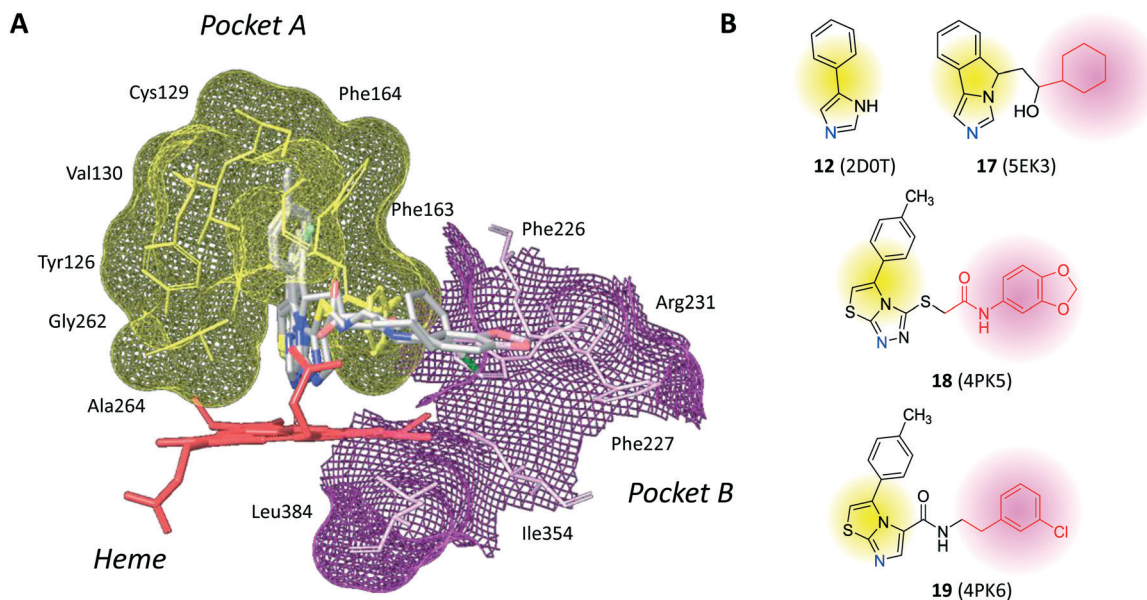 A
Pocket A
Cys129
Phe164
Val130
Phe163
Phe226
Tyr126
Arg231
Gly262
Ala264
Phe227
Leu384
Pocket B
Ile354
Heme
B
NH
N
N
N
HO
12 (2D0T)
17 (5EK3)
CH₃
O
O
N
S
S
N
H
O
N
N
18 (4PK5)
CH₃
O
N
S
N
H
Cl
N
19 (4PK6)